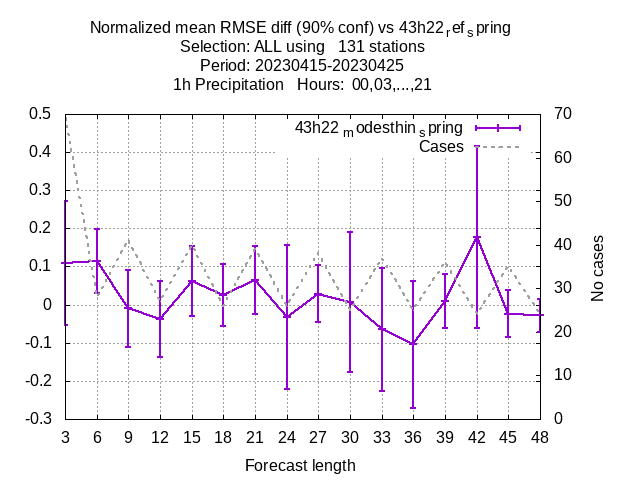 Normalized mean RMSE diff (90% conf) vs 43h22refspring
Selection: ALL using 131 stations
Period: 20230415-20230425
1h Precipitation Hours: 00,03,...,21
43h22modesthinspring
Cases
0.5
0.4
0.3
0.2
0.1
0
-0.1
-0.2
-0.3
70
60
50
40
30
20
10
0
No cases
3 6 9 12 15 18 21 24 27 30 33 36 39 42 45 48
Forecast length